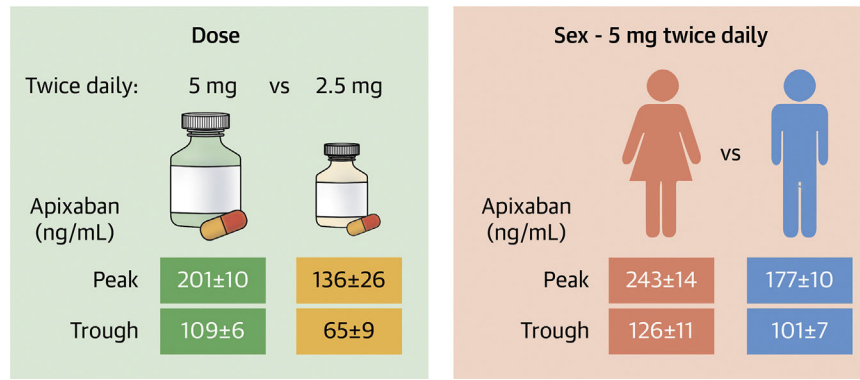 Dose
Twice daily: 5 mg vs 2.5 mg
Apixaban
(ng/mL)
Peak 201±10 136±26
Trough 109±6 65±9
Sex - 5 mg twice daily
vs
Apixaban
(ng/mL)
Peak 243±14 177±10
Trough 126±11 101±7